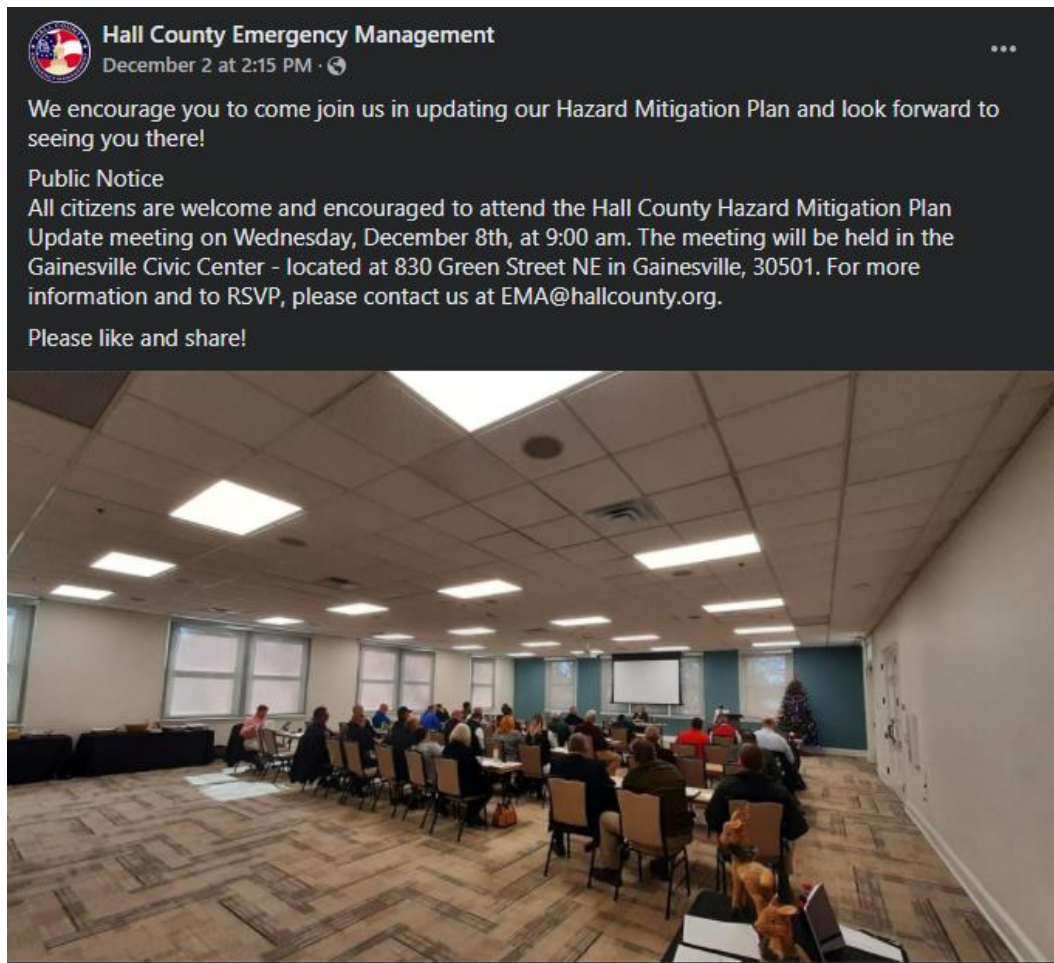 Hall County Emergency Management
December 2 at 2:15 PM ·
We encourage you to come join us in updating our Hazard Mitigation Plan and look forward to
seeing you there!
Public Notice
All citizens are welcome and encouraged to attend the Hall County Hazard Mitigation Plan
Update meeting on Wednesday, December 8th, at 9:00 am. The meeting will be held in the
Gainesville Civic Center - located at 830 Green Street NE in Gainesville, 30501. For more
information and to RSVP, please contact us at EMA@hallcounty.org.
Please like and share!